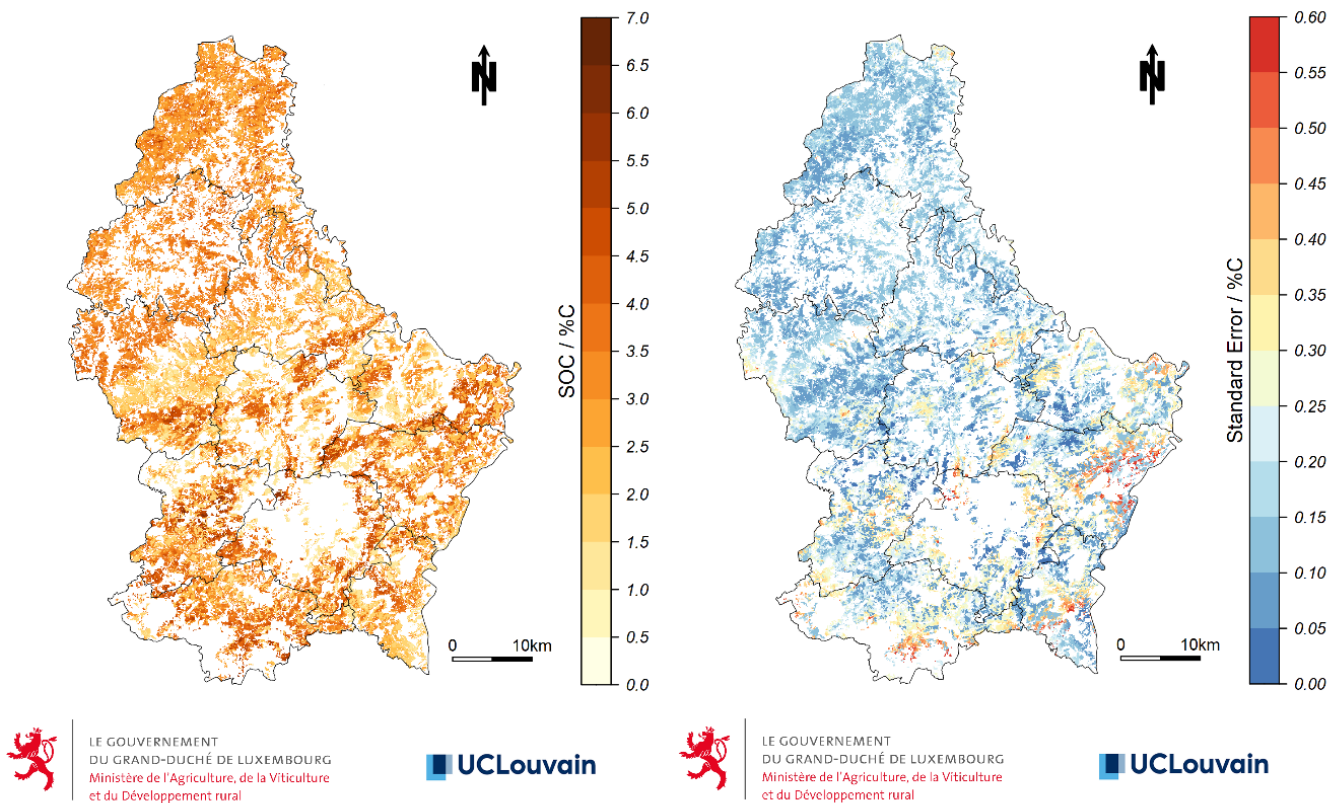 N
SOC / %C
7.0
6.5
6.0
5.5
5.0
4.5
4.0
3.5
3.0
2.5
2.0
1.5
1.0
0.5
0.0
0 10km
LE GOUVERNEMENT
DU GRAND-DUCHÉ DE LUXEMBOURG
Ministère de l'Agriculture, de la Viticulture
et du Développement rural
UCLouvain
N
Standard Error / %C
0.60
0.55
0.50
0.45
0.40
0.35
0.30
0.25
0.20
0.15
0.10
0.05
0.00
0 10km
LE GOUVERNEMENT
DU GRAND-DUCHÉ DE LUXEMBOURG
Ministère de l'Agriculture, de la Viticulture
et du Développement rural
UCLouvain